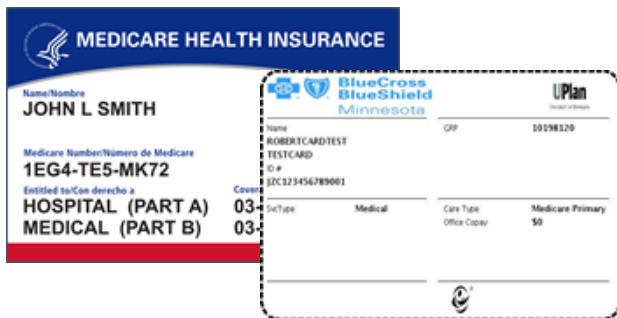 MEDICARE HEALTH INSURANCE
Name/Nombre
JOHN L SMITH
Medicare Number/Número de Medicare
1EG4-TE5-MK72
Entitled to/Con derecho a Cover
HOSPITAL (PART A) 03-
MEDICAL (PART B) 03-
BlueCross
BlueShield
Minnesota
UPlan
Name
ROBERTCARDTEST
TESTCARD
ID #
JZC123456789001
GRP 10198120
SvcType Medical
Care Type Medicare Primary
Office Copay $0